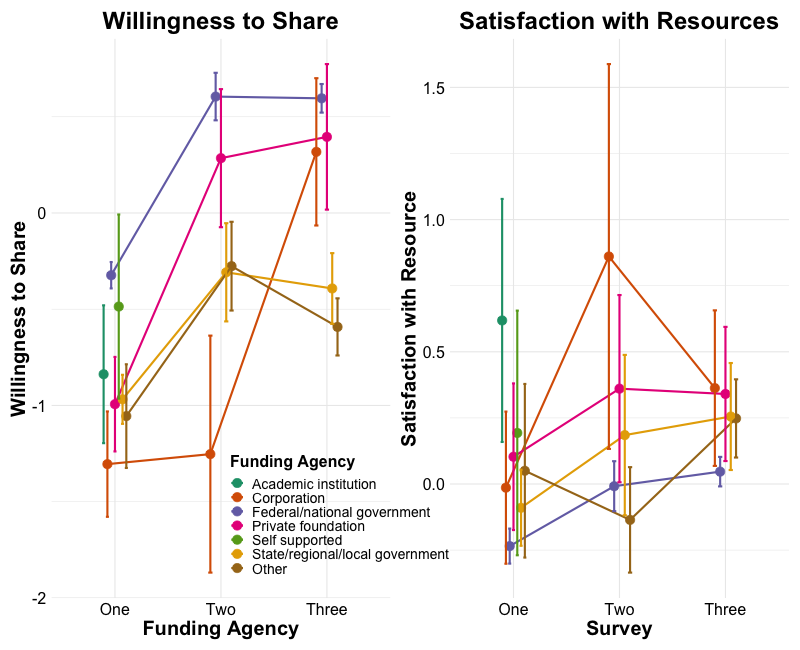 Willingness to Share
Willingness to Share
0
-1
-2
One Two Three
Funding Agency
Funding Agency
Academic institution
Corporation
Federal/national government
Private foundation
Self supported
State/regional/local government
Other
Satisfaction with Resources
Satisfaction with Resource
1.5
1.0
0.5
0.0
One Two Three
Survey